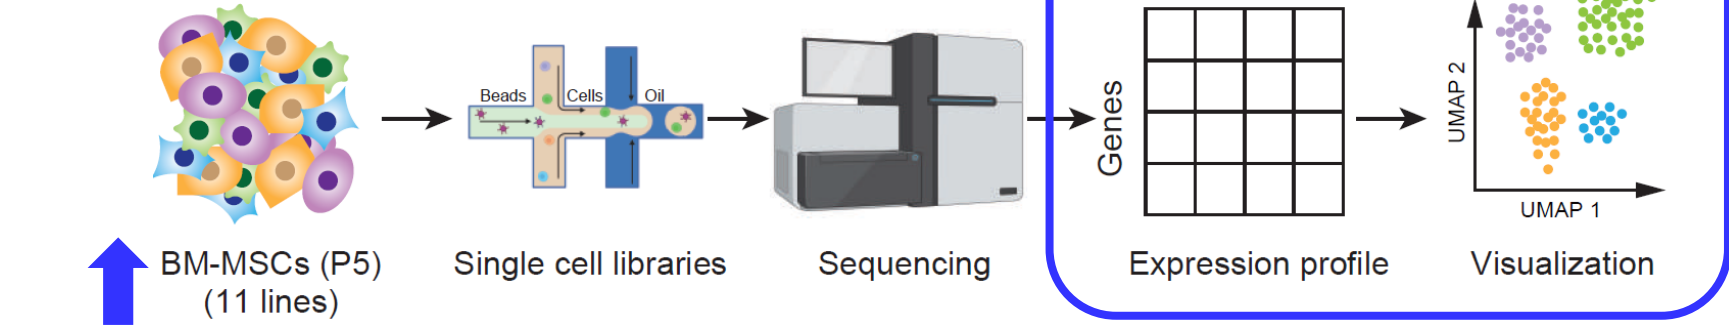 Beads
Cells
Oil
Genes
UMAP 2
UMAP 1
BM-MSCs (P5)
(11 lines)
Single cell libraries
Sequencing
Expression profile
Visualization